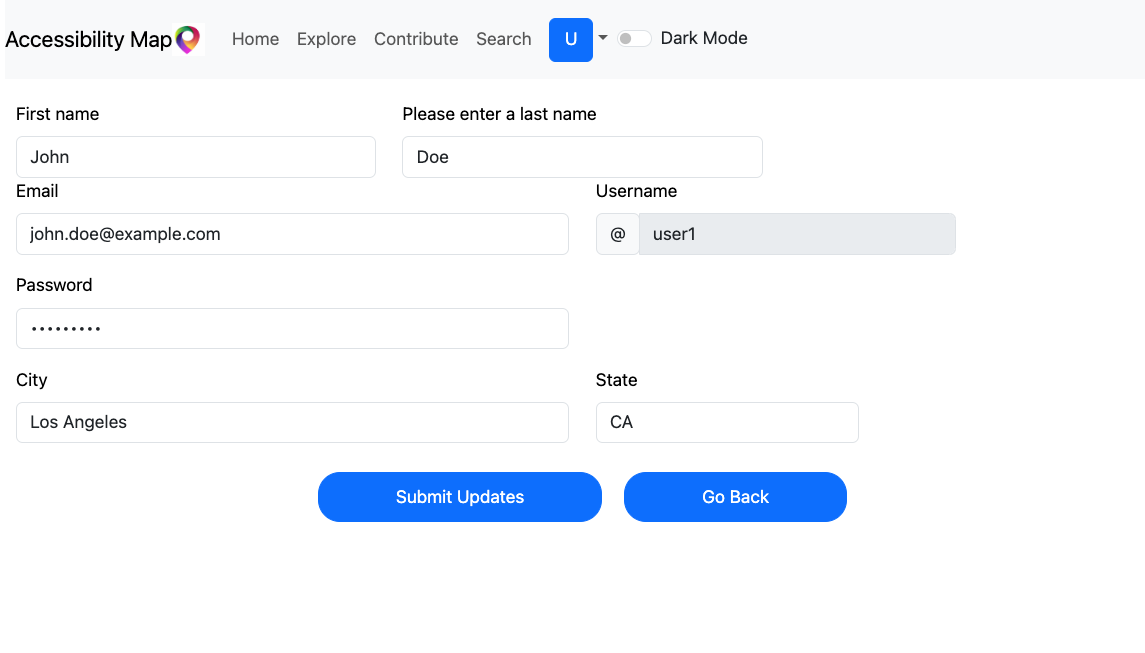 Accessibility Map Home Explore Contribute Search U Dark Mode
First name Please enter a last name
John Doe
Email Username
john.doe@example.com @ user1
Password
•••••••••
City State
Los Angeles CA
Submit Updates Go Back